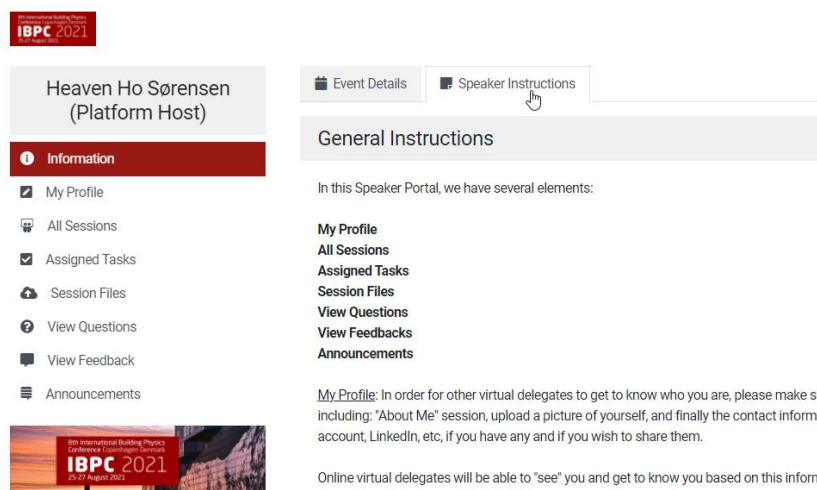 8th International Building Physics
Conference Copenhagen Denmark
IBPC 2021
25-27 August 2021
Heaven Ho Sørensen
(Platform Host)
Information
My Profile
All Sessions
Assigned Tasks
Session Files
View Questions
View Feedback
Announcements
8th International Building Physics
Conference Copenhagen Denmark
IBPC 2021
25-27 August 2021
Event Details
Speaker Instructions
General Instructions
In this Speaker Portal, we have several elements:
My Profile
All Sessions
Assigned Tasks
Session Files
View Questions
View Feedbacks
Announcements
My Profile: In order for other virtual delegates to get to know who you are, please make s
including: "About Me" session, upload a picture of yourself, and finally the contact inform
account, LinkedIn, etc, if you have any and if you wish to share them.
Online virtual delegates will be able to "see" you and get to know you based on this inforn